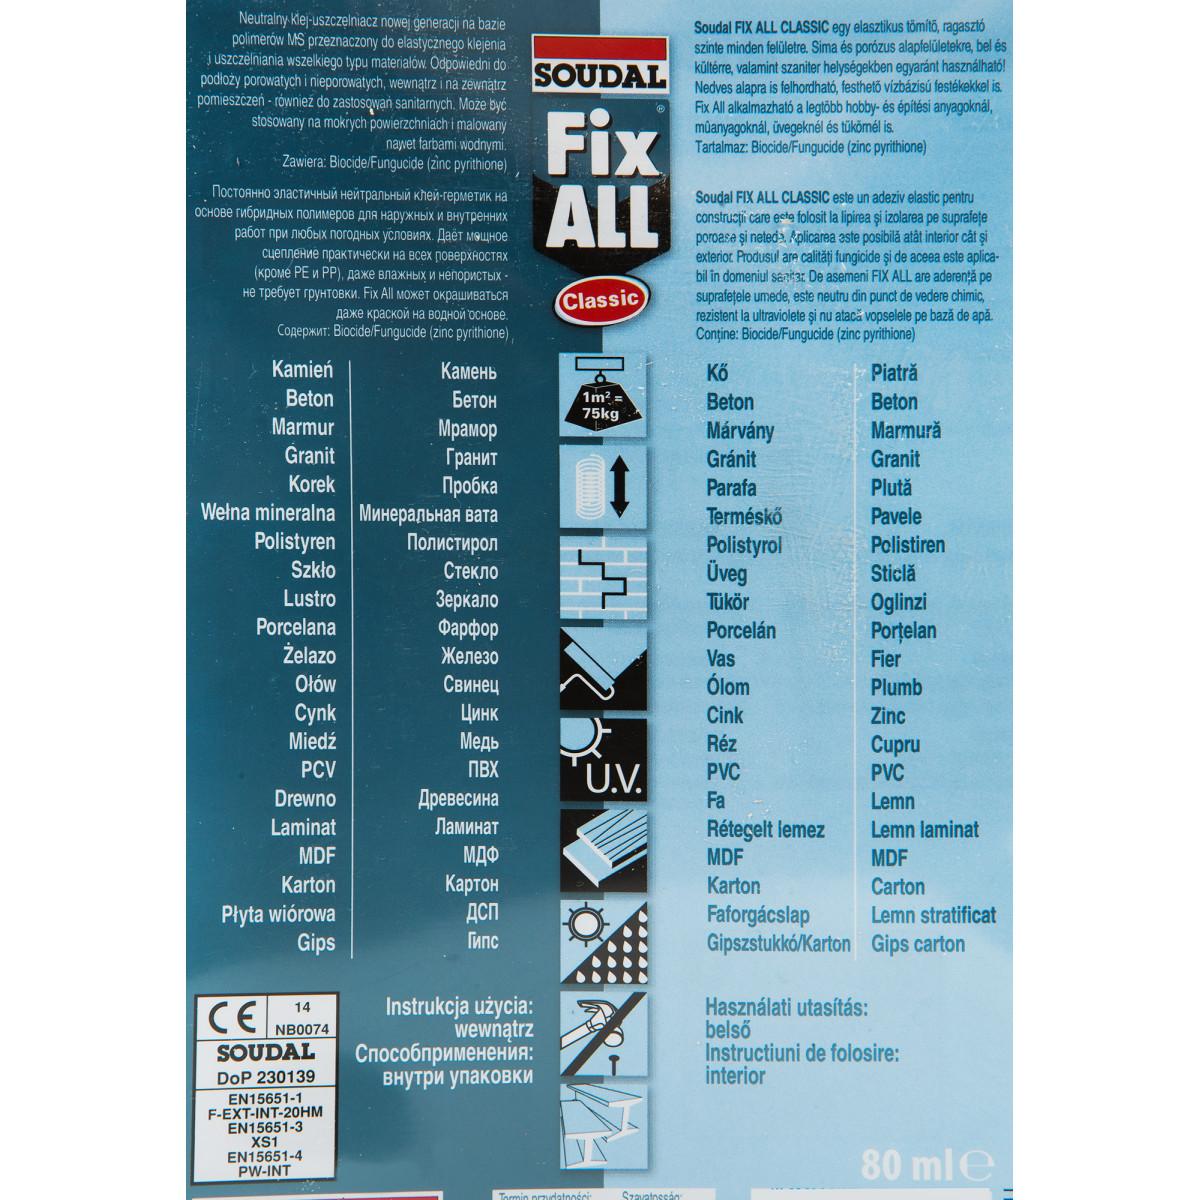 Neutralny klej-uszczelniacz nowej generacji na bazie
polimerów MS przeznaczony do elastycznego klejenia
i uszczelniania wszelkiego typu materiałów. Odpowiedni do
podłoży porowatych i nieporowatych, wewnątrz i na zewnątrz
pomieszczeń - również do zastosowań sanitarnych. Może być
stosowany na mokrych powierzchniach i malowany
nawet farbami wodnymi.
Zawiera: Biocide/Fungucide (zinc pyrithione)
Постоянно эластичный нейтральный клей-герметик на
основе гибридных полимеров для наружных и внутренних
работ при любых погодных условиях. Даёт мощное
сцепление практически на всех поверхностях
(кроме PE и PP), даже влажных и непористых -
не требует грунтовки. Fix All может окрашиваться
даже краской на водной основе.
Содержит: Biocide/Fungucide (zinc pyrithione)
SOUDAL
Fix ®
ALL
Classic
Soudal FIX ALL CLASSIC egy elasztikus tömítő, ragasztó
szinte minden felületre. Sima és porózus alapfelületekre, bel és
kültérre, valamint szaniter helységekben egyaránt használható!
Nedves alapra is felhordható, festhető vízbázisú festékekkel is.
Fix All alkalmazható a legtöbb hobby- és építési anyagoknál,
műanyagoknál, üvegeknél és tükörnél is.
Tartalmaz: Biocide/Fungucide (zinc pyrithione)
Soudal FIX ALL CLASSIC este un adeziv elastic pentru
construcții care este folosit la lipirea și izolarea pe suprafețe
poroase și netede. Aplicarea este posibilă atât interior cât și
exterior. Produsul are calități fungicide și de aceea este aplica-
bil în domeniul sanitar. De asemeni FIX ALL are aderență pe
suprafețele umede, este neutru din punct de vedere chimic,
rezistent la ultraviolete și nu atacă vopselele pe bază de apă.
Conține: Biocide/Fungucide (zinc pyrithione)
Kamień Камень
Beton Бетон
Marmur Мрамор
Granit Гранит
Korek Пробка
Wełna mineralna Минеральная вата
Polistyren Полистирол
Szkło Стекло
Lustro Зеркало
Porcelana Фарфор
Żelazo Железо
Ołów Свинец
Cynk Цинк
Miedź Медь
PCV ПВХ
Drewno Древесина
Laminat Ламинат
MDF МДФ
Karton Картон
Płyta wiórowa ДСП
Gips Гипс
1m² =
75kg
U.V.
Kő Piatră
Beton Beton
Márvány Marmură
Gránit Granit
Parafa Plută
Terméskő Pavele
Polistyrol Polistiren
Üveg Sticlă
Tükör Oglinzi
Porcelán Porțelan
Vas Fier
Ólom Plumb
Cink Zinc
Réz Cupru
PVC PVC
Fa Lemn
Rétegelt lemez Lemn laminat
MDF MDF
Karton Carton
Faforgácslap Lemn stratificat
Gipszstukkó/Karton Gips carton
CE 14
NB0074
SOUDAL
DoP 230139
EN15651-1
F-EXT-INT-20HM
EN15651-3
XS1
EN15651-4
PW-INT
Instrukcja użycia:
wewnątrz
Способприменения:
внутри упаковки
Használati utasítás:
belső
Instructiuni de folosire:
interior
80 ml ℮
Termin przydatności: Szavatosság: